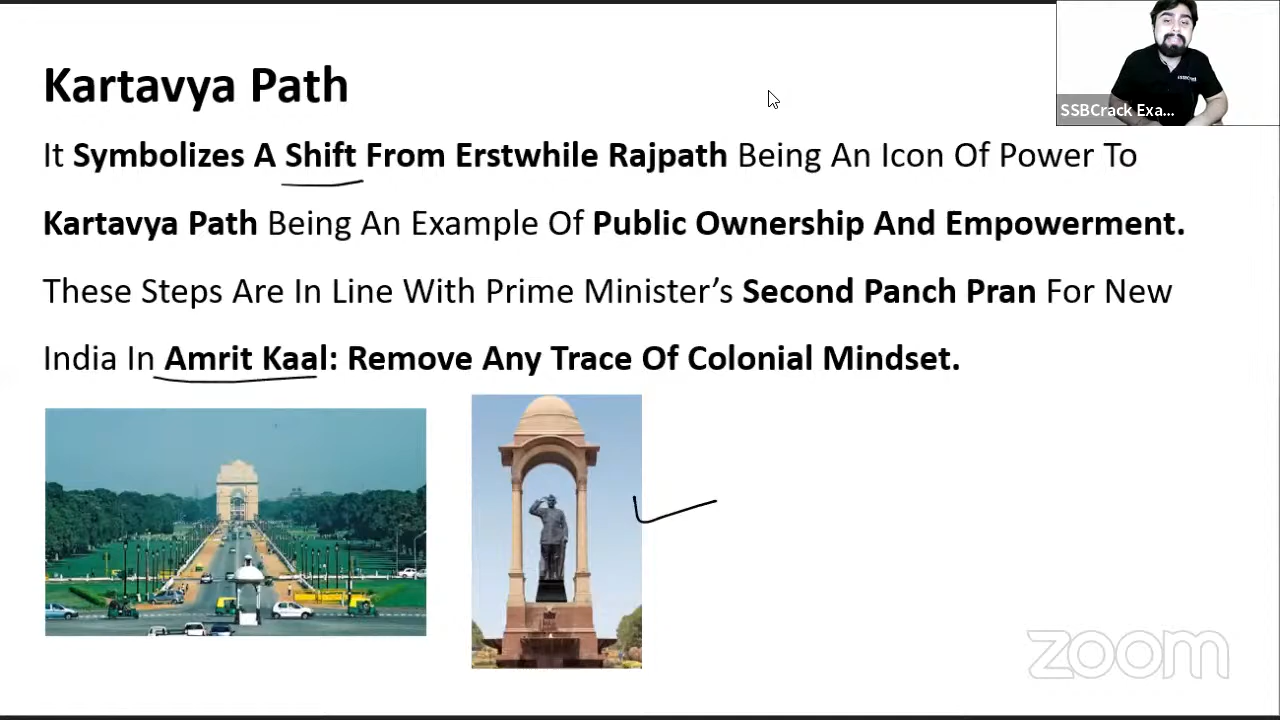 Kartavya Path
It Symbolizes A Shift From Erstwhile Rajpath Being An Icon Of Power To
Kartavya Path Being An Example Of Public Ownership And Empowerment.
These Steps Are In Line With Prime Minister’s Second Panch Pran For New
India In Amrit Kaal: Remove Any Trace Of Colonial Mindset.
SSBCrack Exa...
zoom